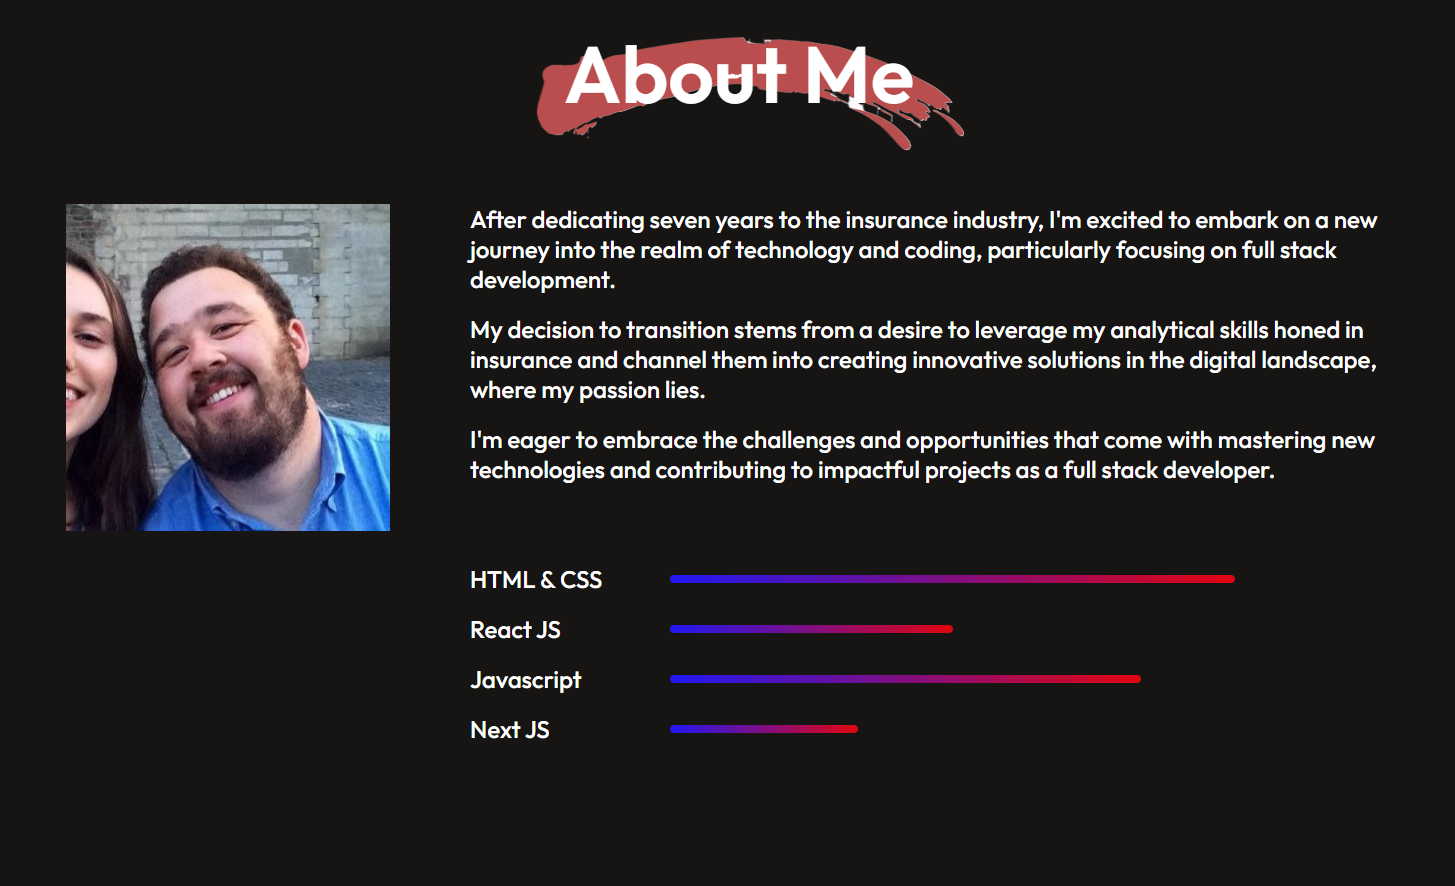 About Me
After dedicating seven years to the insurance industry, I'm excited to embark on a new
journey into the realm of technology and coding, particularly focusing on full stack
development.
My decision to transition stems from a desire to leverage my analytical skills honed in
insurance and channel them into creating innovative solutions in the digital landscape,
where my passion lies.
I'm eager to embrace the challenges and opportunities that come with mastering new
technologies and contributing to impactful projects as a full stack developer.
HTML & CSS
React JS
Javascript
Next JS